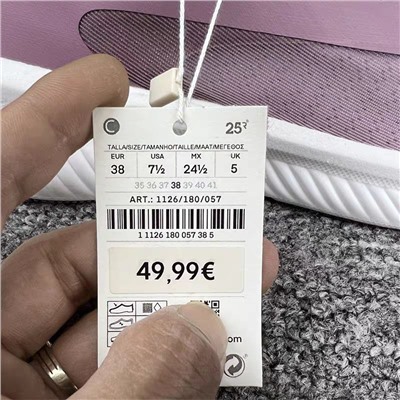 C 25
TALLA/SIZE/TAMANHO/TAILLE/MAAT/ΜΕΓΕΘΟΣ
EUR USA MX UK
38 7½ 24½ 5
35 36 37 38 39 40 41
ART.: 1126/180/057
1 1126 180 057 38 5
49,99€
om